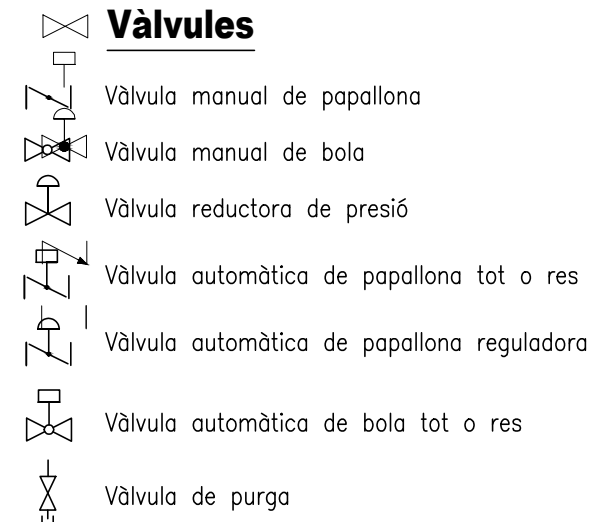 Vàlvules
Vàlvula manual de papallona
Vàlvula manual de bola
Vàlvula reductora de presió
Vàlvula automàtica de papallona tot o res
Vàlvula automàtica de papallona reguladora
Vàlvula automàtica de bola tot o res
Vàlvula de purga